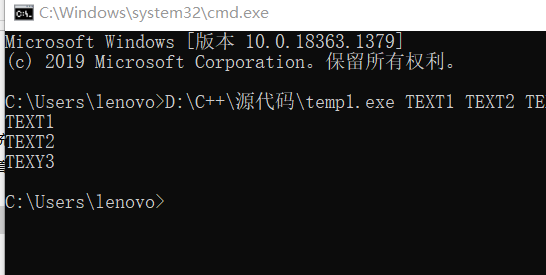 C:\Windows\system32\cmd.exe
Microsoft Windows [版本 10.0.18363.1379]
(c) 2019 Microsoft Corporation。保留所有权利。
C:\Users\lenovo>D:\C++\源代码\temp1.exe TEXT1 TEXT2 TE
TEXT1
TEXT2
TEXY3
C:\Users\lenovo>